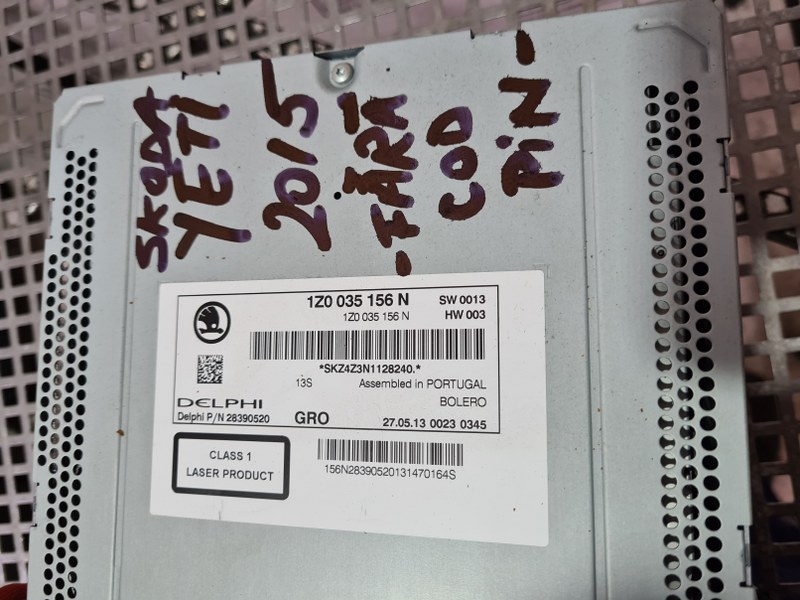 SKODA
YETI
2015
-FĂRĂ
COD
PiN-
1Z0 035 156 N SW 0013
1Z0 035 156 N HW 003
*SKZ4Z3N1128240.*
13S Assembled in PORTUGAL
DELPHI BOLERO
Delphi P/N 28390520 GRO 27.05.13 0023 0345
CLASS 1
LASER PRODUCT
156N28390520131470164S